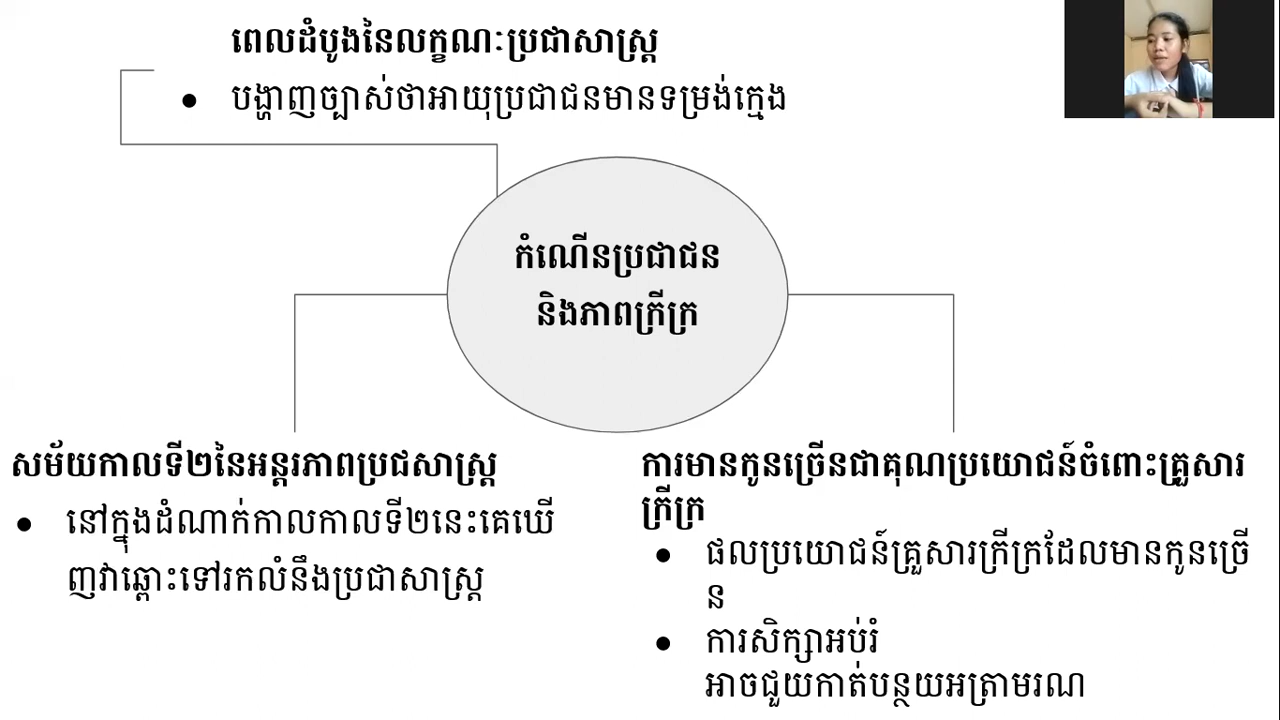 ពេលដំបូងនៃលក្ខណៈប្រជាសាស្ត្រ
● បង្ហាញច្បាស់ថាអាយុប្រជាជនមានទម្រង់ក្មេង
កំណើនប្រជាជន
និងភាពក្រីក្រ
សម័យកាលទី២នៃអន្តរភាពប្រជសាស្ត្រ
● នៅក្នុងដំណាក់កាលកាលទី២នេះគេឃើ
ញវាឆ្ពោះទៅរកលំនឹងប្រជាសាស្ត្រ
ការមានកូនច្រើនជាគុណប្រយោជន៍ចំពោះគ្រួសារ
ក្រីក្រ
● ផលប្រយោជន៍គ្រួសារក្រីក្រដែលមានកូនច្រើ
ន
● ការសិក្សាអប់រំ
អាចជួយកាត់បន្ថយអត្រាមរណ